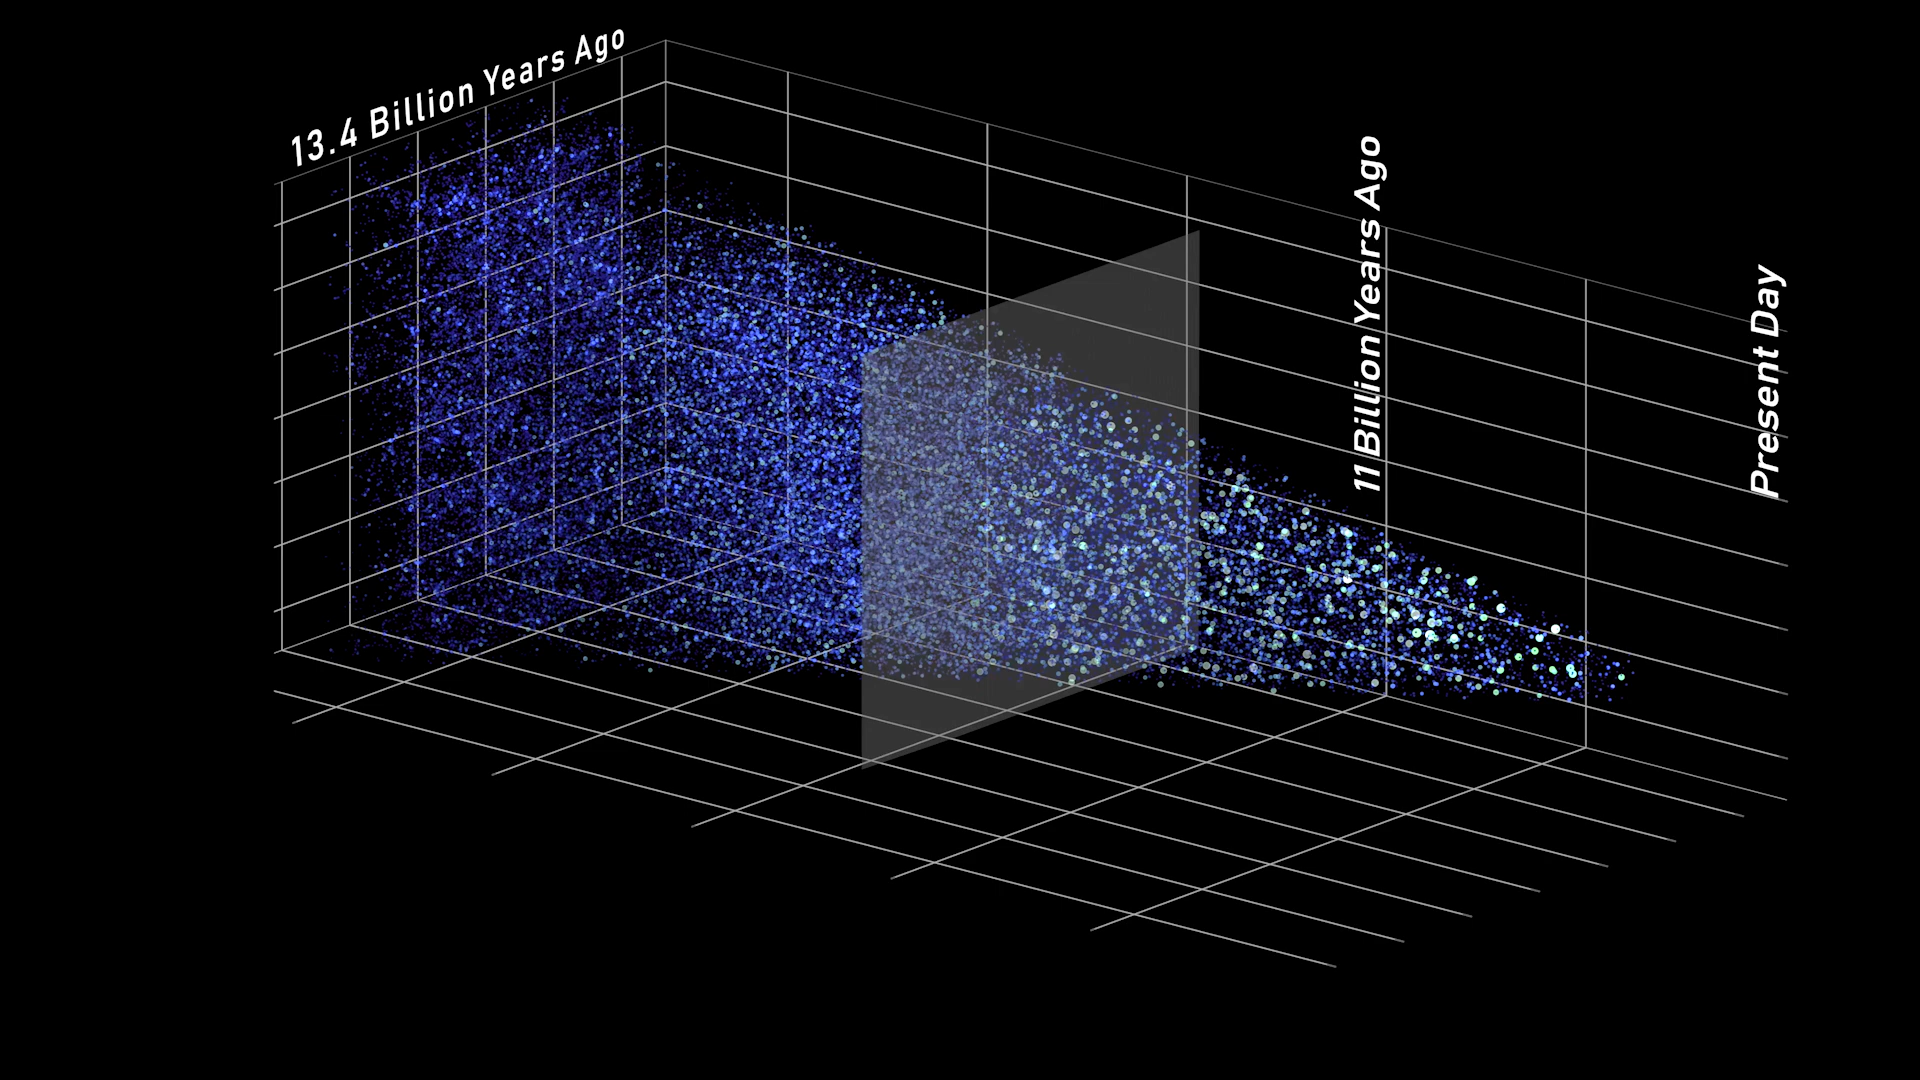 13.4 Billion Years Ago
11 Billion Years Ago
Present Day